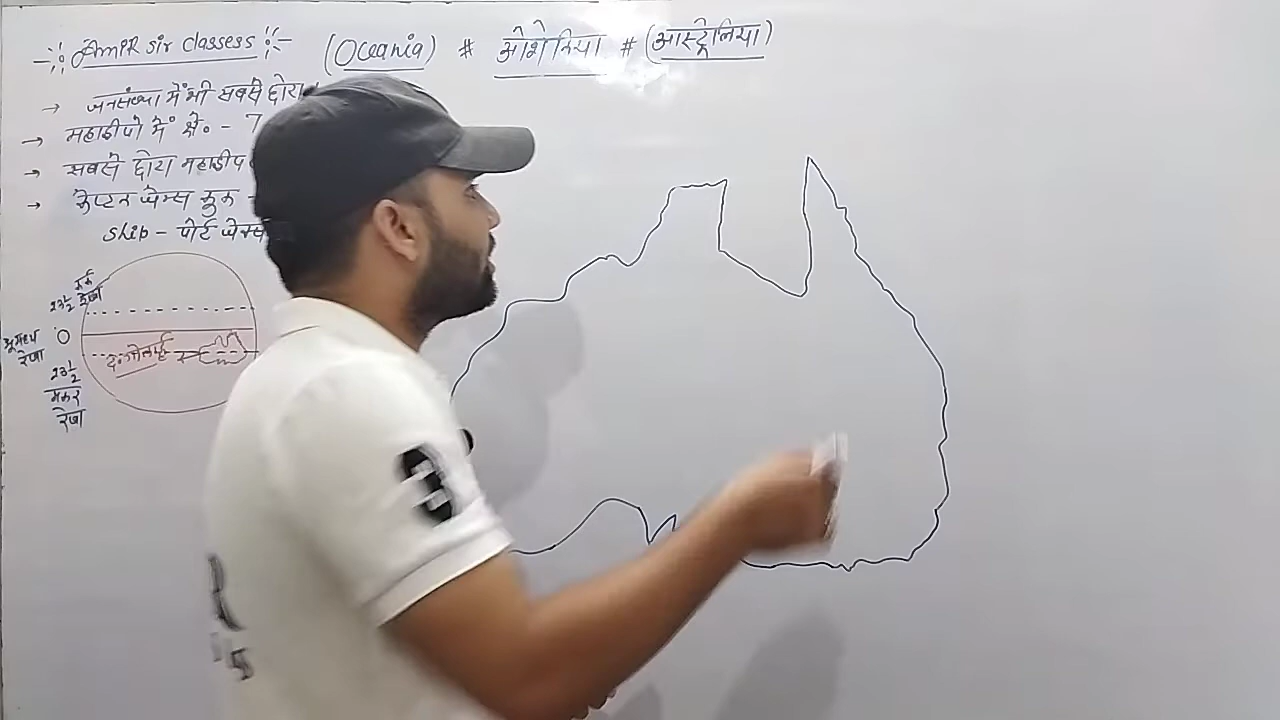 AMPR Sir Classess
(Oceania) # ओशेनिया # (आस्ट्रेलिया)
→ जनसंख्या में भी सबसे छोटा
→ महाद्वीपो में क्षे० - 7
→ सबसे छोटा महाद्वीप
→ केप्टन जेम्स कुक -
Ship - पोर्ट जेक्स
कर्क रेखा
23½
0
भूमध्य रेखा
द. गोलार्द्ध
23½
मकर
रेखा